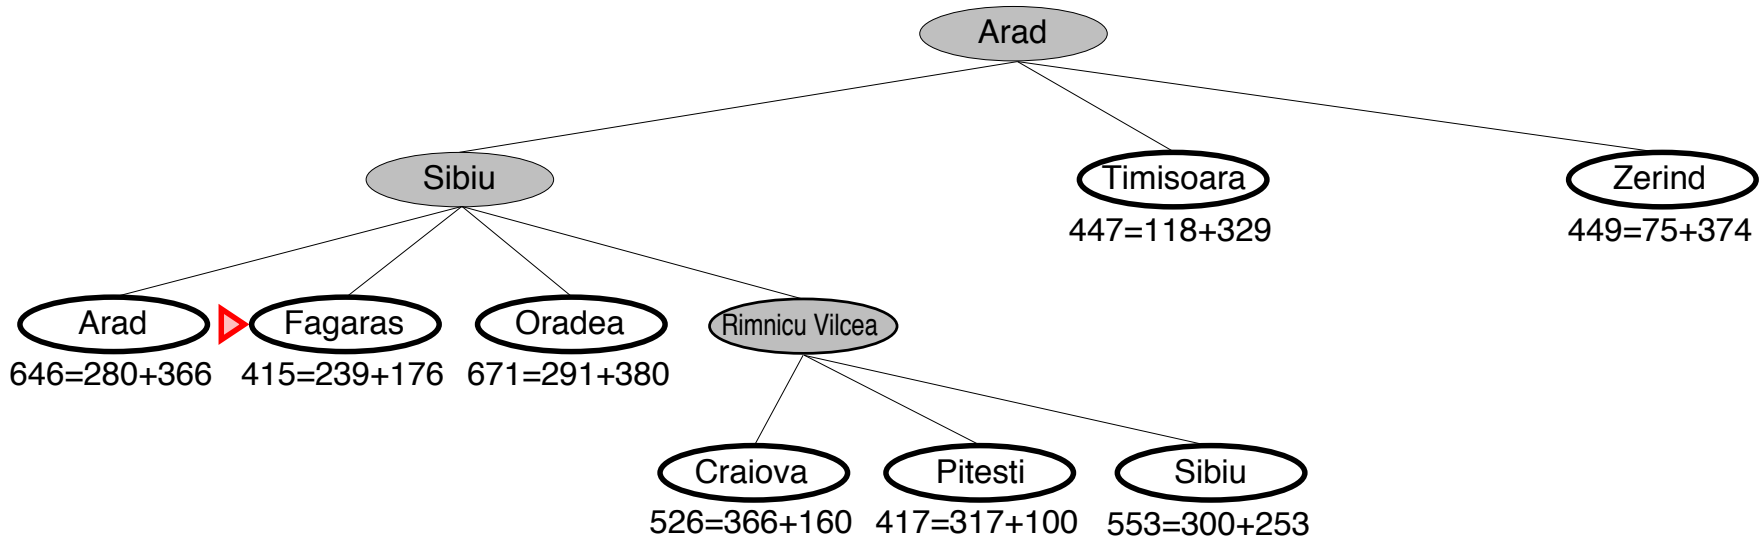 Arad
Sibiu
Timisoara
Zerind
447=118+329
449=75+374
Arad
Fagaras
Oradea
Rimnicu Vilcea
646=280+366
415=239+176
671=291+380
Craiova
Pitesti
Sibiu
526=366+160
417=317+100
553=300+253